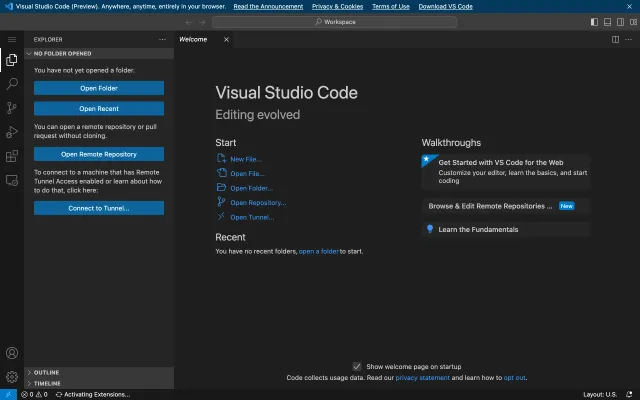 Visual Studio Code (Preview). Anywhere, anytime, entirely in your browser. Read the Announcement Privacy & Cookies Terms of Use Download VS Code
Workspace
EXPLORER
Welcome
NO FOLDER OPENED
You have not yet opened a folder.
Open Folder
Open Recent
You can open a remote repository or pull
request without cloning.
Open Remote Repository
To connect to a machine that has Remote
Tunnel Access enabled or learn about how
to do that, click here:
Connect to Tunnel...
OUTLINE
TIMELINE
Visual Studio Code
Editing evolved
Start
New File...
Open File...
Open Folder...
Open Repository...
Open Tunnel...
Recent
You have no recent folders, open a folder to start.
Walkthroughs
Get Started with VS Code for the Web
Customize your editor, learn the basics, and start
coding
Browse & Edit Remote Repositories ... New
Learn the Fundamentals
Show welcome page on startup
Code collects usage data. Read our privacy statement and learn how to opt out.
0 0 Activating Extensions... Layout: U.S.